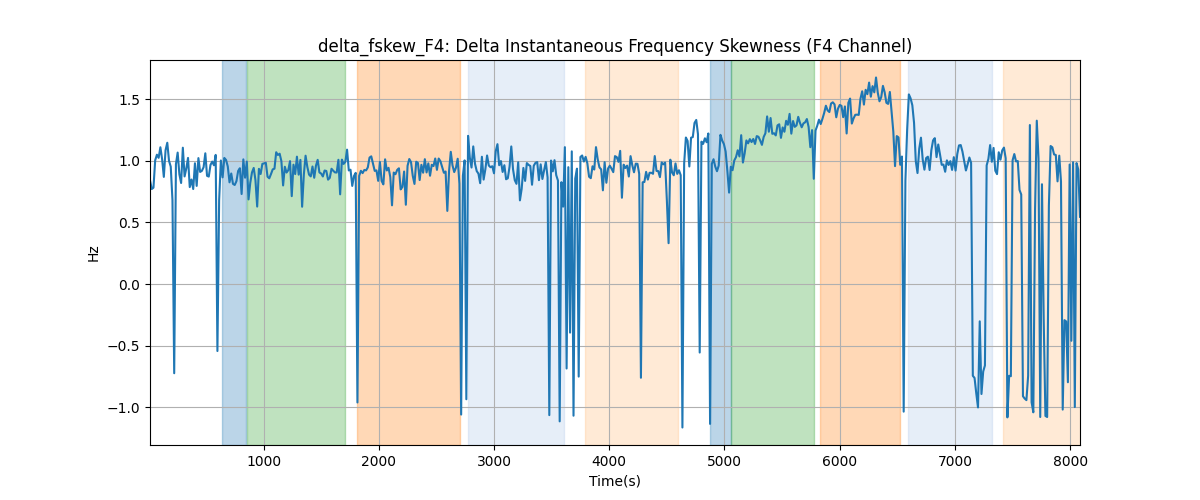 delta_fskew_F4: Delta Instantaneous Frequency Skewness (F4 Channel)
1.5
1.0
0.5
0.0
−0.5
−1.0
Hz
1000 2000 3000 4000 5000 6000 7000 8000
Time(s)